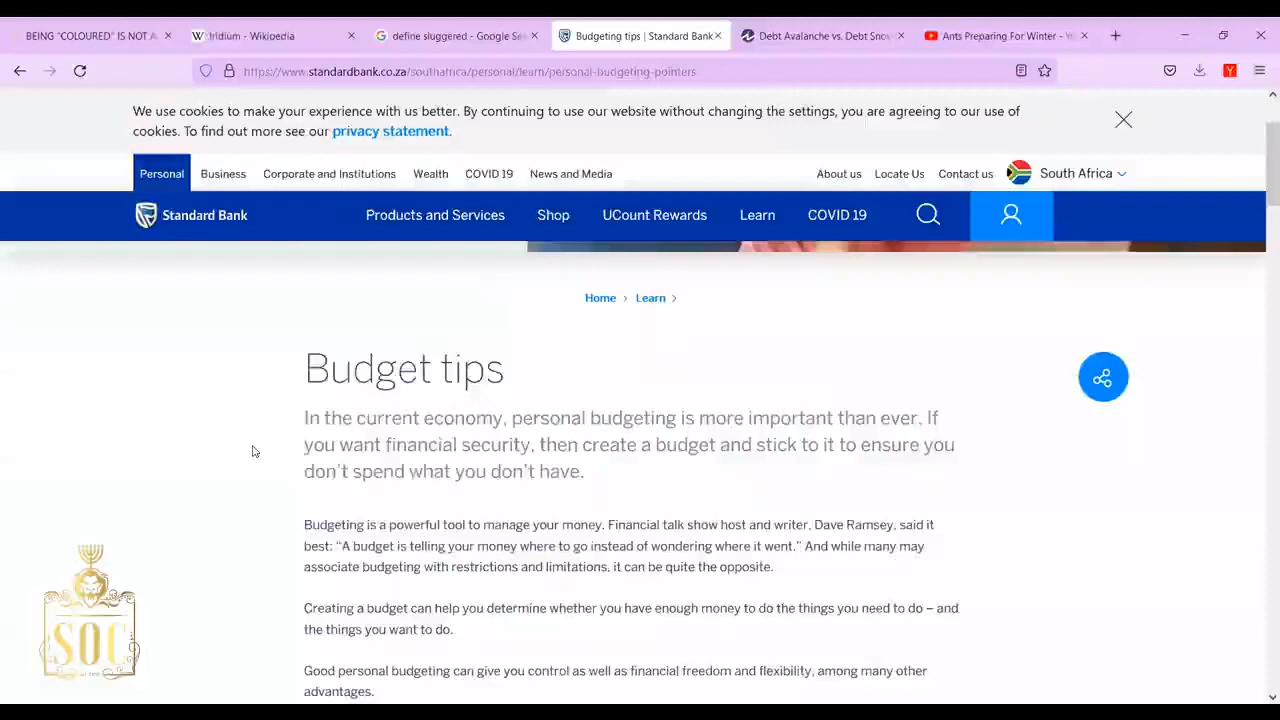 BEING "COLOURED" IS NOT A
Iridium - Wikipedia
define sluggered - Google Se
Budgeting tips | Standard Bank
Debt Avalanche vs. Debt Snow
Ants Preparing For Winter - Y
https://www.standardbank.co.za/southafrica/personal/learn/personal-budgeting-pointers
We use cookies to make your experience with us better. By continuing to use our website without changing the settings, you are agreeing to our use of
cookies. To find out more see our privacy statement.
Personal Business Corporate and Institutions Wealth COVID 19 News and Media About us Locate Us Contact us South Africa
Standard Bank Products and Services Shop UCount Rewards Learn COVID 19
Home > Learn >
Budget tips
In the current economy, personal budgeting is more important than ever. If
you want financial security, then create a budget and stick to it to ensure you
don't spend what you don't have.
Budgeting is a powerful tool to manage your money. Financial talk show host and writer, Dave Ramsey, said it
best: “A budget is telling your money where to go instead of wondering where it went.” And while many may
associate budgeting with restrictions and limitations, it can be quite the opposite.
Creating a budget can help you determine whether you have enough money to do the things you need to do – and
the things you want to do.
Good personal budgeting can give you control as well as financial freedom and flexibility, among many other
advantages.
SOC